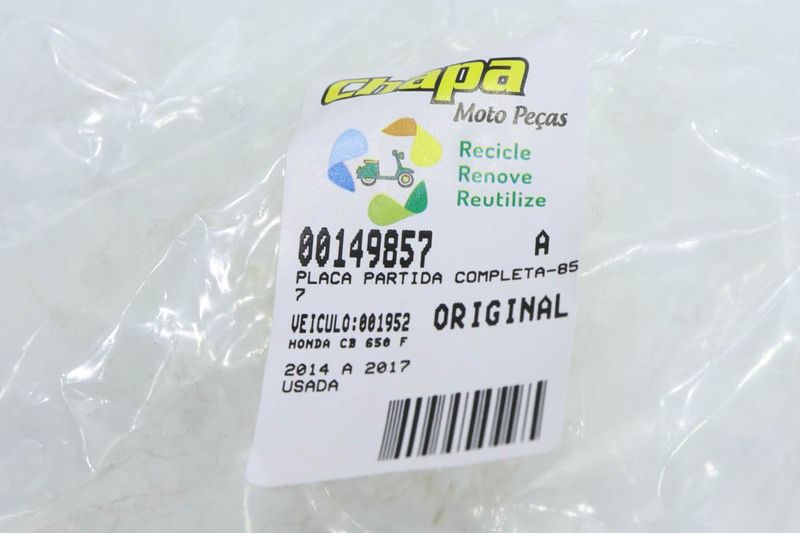 Chapa
Moto Peças
Recicle
Renove
Reutilize
00149857 A
PLACA PARTIDA COMPLETA-85
7
VEICULO:001952 ORIGINAL
HONDA CB 650 F
2014 A 2017
USADA